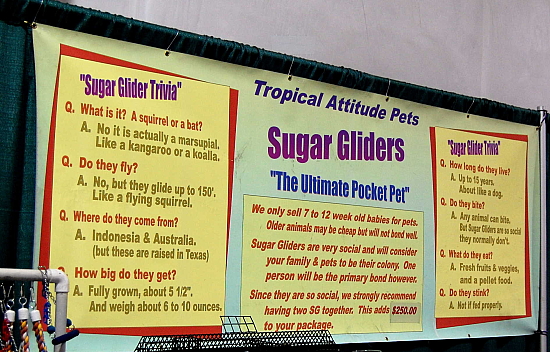 "Sugar Glider Trivia"
Q. What is it? A squirrel or a bat?
A. No it is actually a marsupial.
Like a kangaroo or a koalla.
Q. Do they fly?
A. No, but they glide up to 150'.
Like a flying squirrel.
Q. Where do they come from?
A. Indonesia & Australia.
(but these are raised in Texas)
Q. How big do they get?
A. Fully grown, about 5 1/2".
And weigh about 6 to 10 ounces.
Tropical Attitude Pets
Sugar Gliders
"The Ultimate Pocket Pet"
We only sell 7 to 12 week old babies for pets.
Older animals may be cheap but will not bond well.
Sugar Gliders are very social and will consider
your family & pets to be their colony. One
person will be the primary bond however.
Since they are so social, we strongly recommend
having two SG together. This adds $250.00
to your package.
"Sugar Glider Trivia"
Q. How long do they live?
A. Up to 15 years.
About like a dog.
Q. Do they bite?
A. Any animal can bite.
But Sugar Gliders are so social
they normally don't.
Q. What do they eat?
A. Fresh fruits & veggies,
and a pellet food.
Q. Do they stink?
A. Not if fed properly.